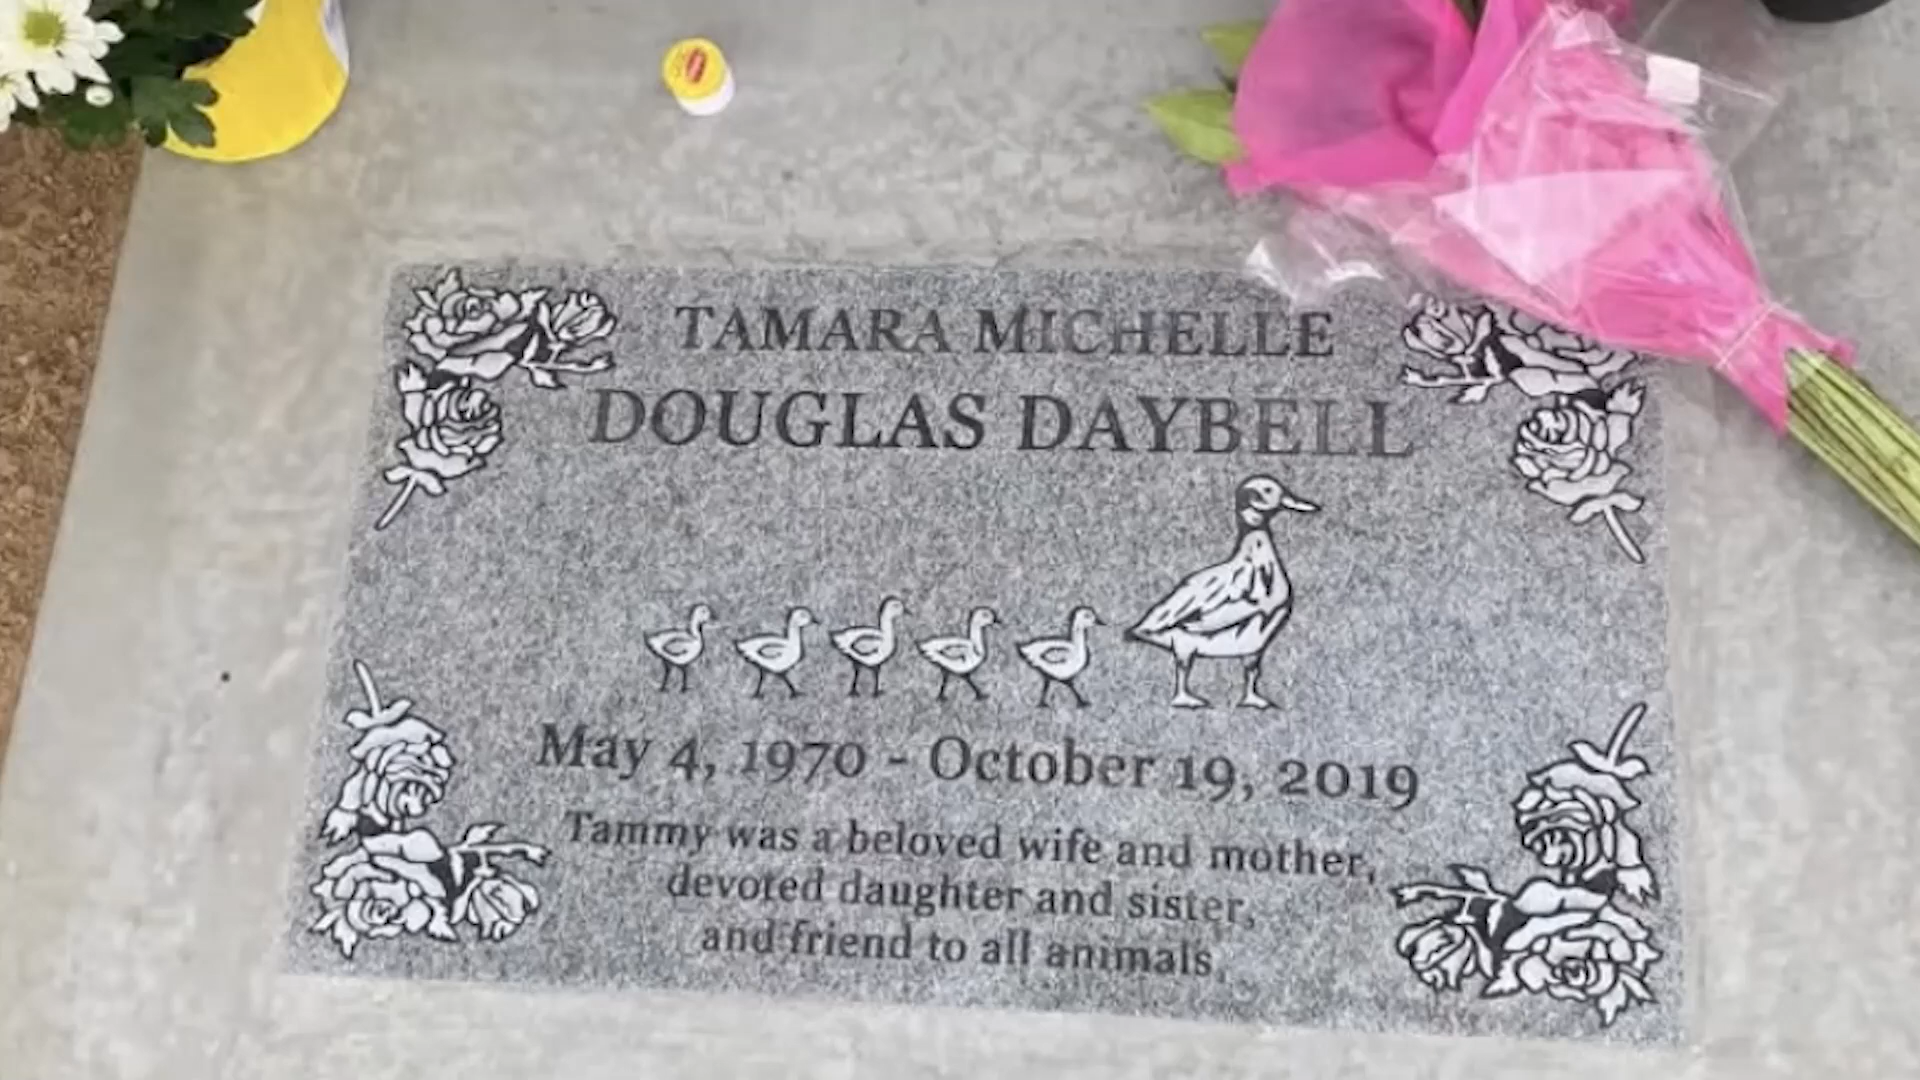 TAMARA MICHELLE
DOUGLAS DAYBELL
May 4, 1970 - October 19, 2019
Tammy was a beloved wife and mother,
devoted daughter and sister,
and friend to all animals.